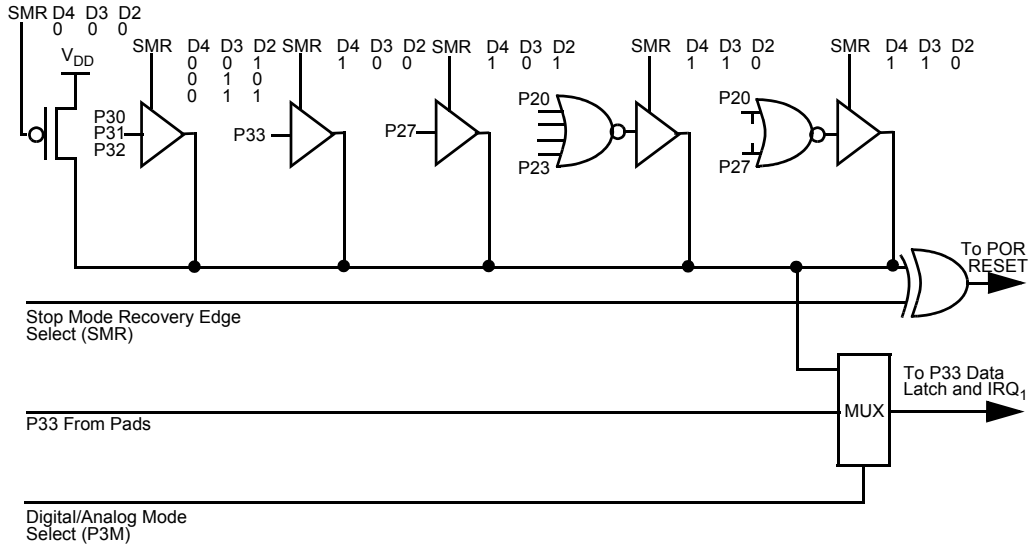 SMR D4 D3 D2
0 0 0
VDD
SMR D4 D3 D2
0 0 1
0 1 0
0 1 1
P30
P31
P32
SMR D4 D3 D2
1 0 0
P33
SMR D4 D3 D2
1 0 1
P27
SMR D4 D3 D2
1 1 0
P20
P23
SMR D4 D3 D2
1 1 0
P20
P27
To POR
RESET
Stop Mode Recovery Edge
Select (SMR)
To P33 Data
Latch and IRQ1
MUX
P33 From Pads
Digital/Analog Mode
Select (P3M)